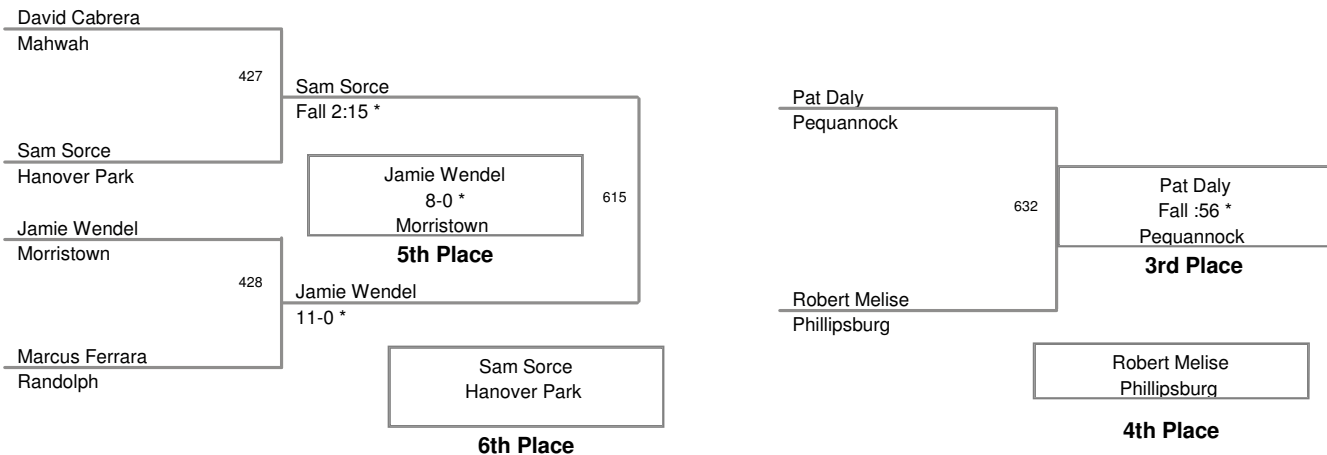 David Cabrera
Mahwah
427
Sam Sorce
Fall 2:15 *
Sam Sorce
Hanover Park
Jamie Wendel
8-0 *
Morristown
5th Place
615
Jamie Wendel
Morristown
428
Jamie Wendel
11-0 *
Marcus Ferrara
Randolph
Sam Sorce
Hanover Park
6th Place
Pat Daly
Pequannock
632
Pat Daly
Fall :56 *
Pequannock
3rd Place
Robert Melise
Phillipsburg
Robert Melise
Phillipsburg
4th Place